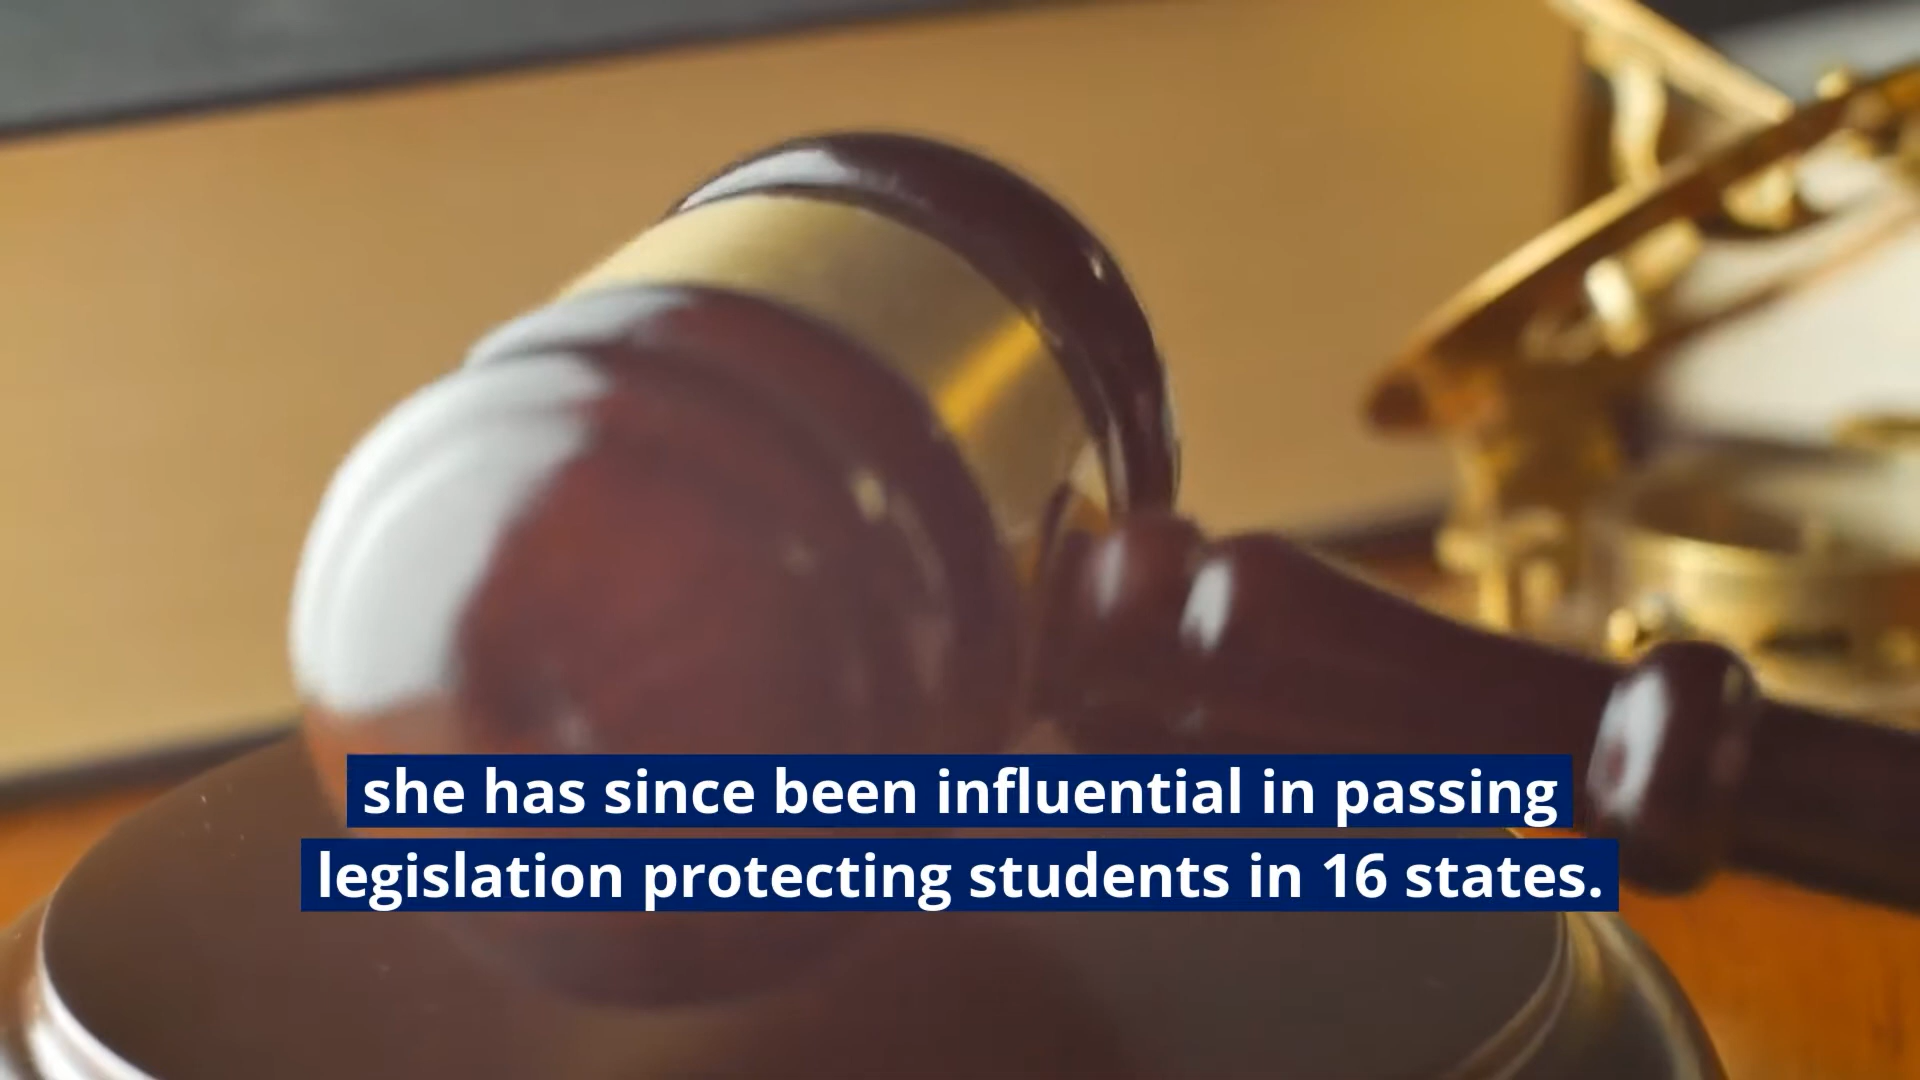 she has since been influential in passing
legislation protecting students in 16 states.